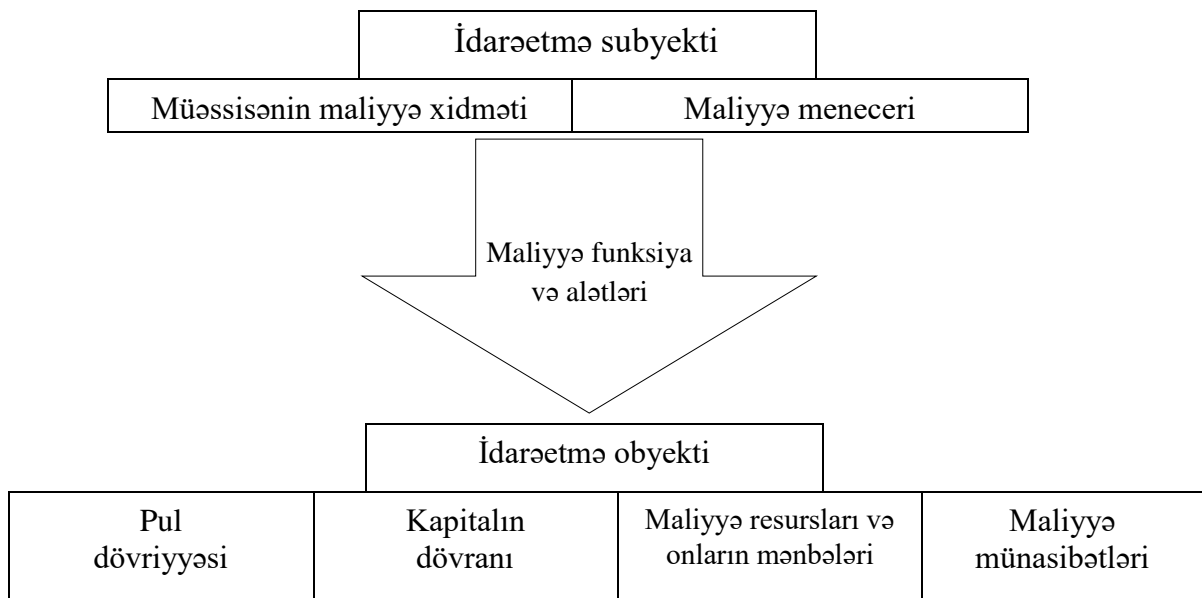 İdarəetmə subyekti
Müəssisənin maliyyə xidməti
Maliyyə meneceri
Maliyyə funksiya
və alətləri
İdarəetmə obyekti
Pul
dövriyyəsi
Kapitalın
dövranı
Maliyyə resursları və
onların mənbələri
Maliyyə
münasibətləri